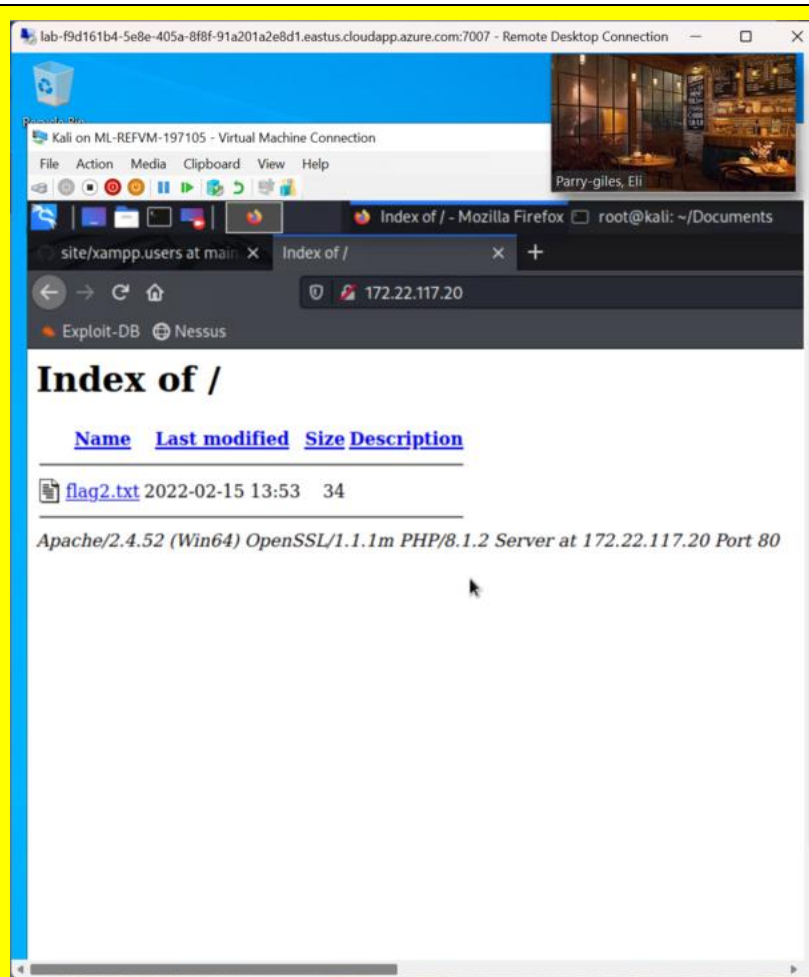 lab-f9d161b4-5e8e-405a-8f8f-91a201a2e8d1.eastus.cloudapp.azure.com:7007 - Remote Desktop Connection
Kali on ML-REFVM-197105 - Virtual Machine Connection
File Action Media Clipboard View Help
Parry-giles, Eli
Index of / - Mozilla Firefox root@kali: ~/Documents
site/xampp.users at main Index of /
172.22.117.20
Exploit-DB Nessus
Index of /
Name Last modified Size Description
flag2.txt 2022-02-15 13:53 34
Apache/2.4.52 (Win64) OpenSSL/1.1.1m PHP/8.1.2 Server at 172.22.117.20 Port 80